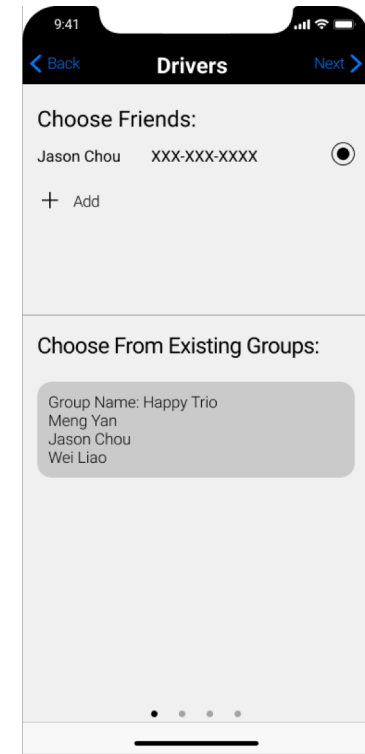 9:41
Back Drivers Next
Choose Friends:
Jason Chou XXX-XXX-XXXX
Add
Choose From Existing Groups:
Group Name: Happy Trio
Meng Yan
Jason Chou
Wei Liao